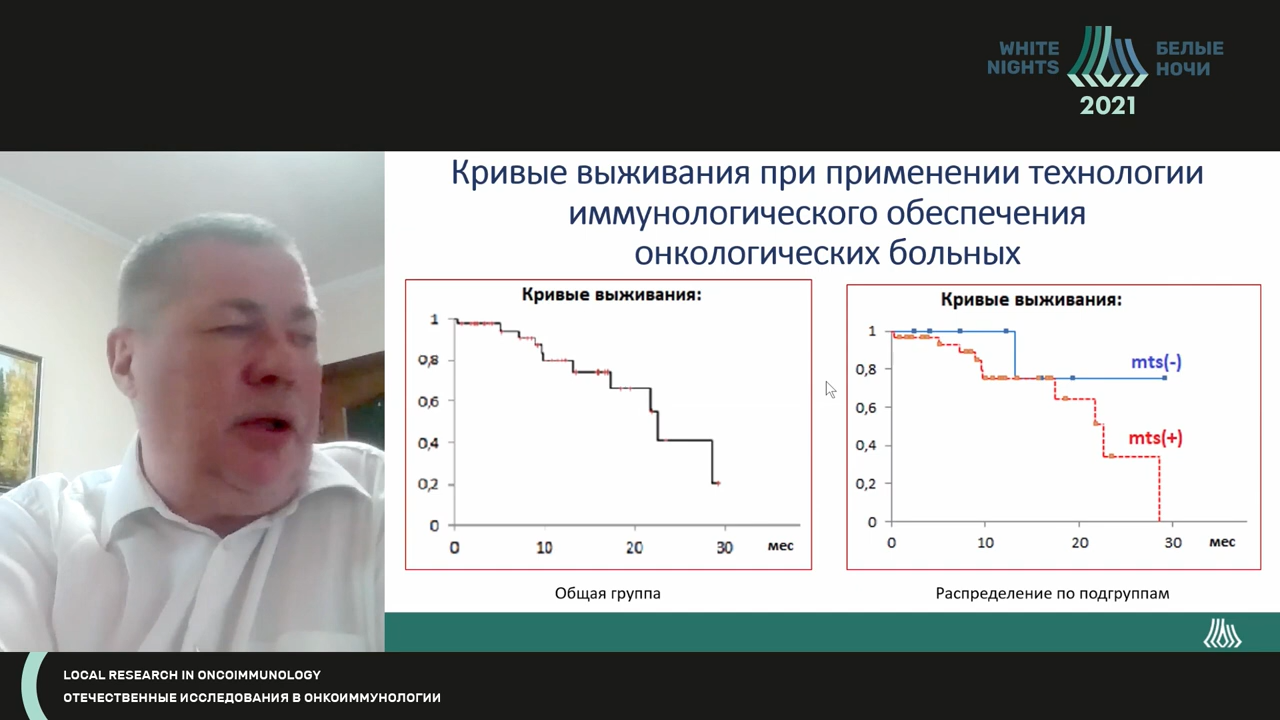 WHITE NIGHTS
БЕЛЫЕ НОЧИ
2021
Кривые выживания при применении технологии
иммунологического обеспечения
онкологических больных
Кривые выживания:
1
0,8
0,6
0,4
0,2
0
0 10 20 30 мес
Общая группа
Кривые выживания:
1
0,8
0,6
0,4
0,2
0
mts(-)
mts(+)
0 10 20 30 мес
Распределение по подгруппам
LOCAL RESEARCH IN ONCOIMMUNOLOGY
ОТЕЧЕСТВЕННЫЕ ИССЛЕДОВАНИЯ В ОНКОИММУНОЛОГИИ